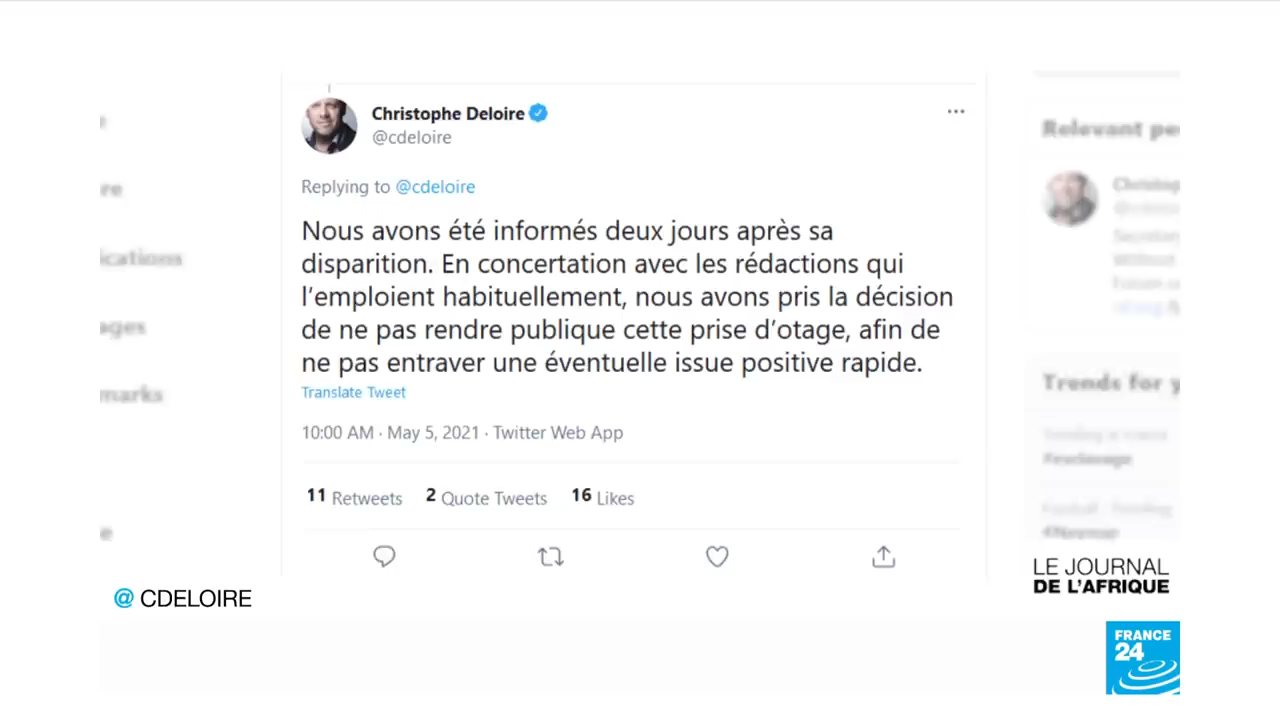 Christophe Deloire
@cdeloire
Replying to @cdeloire
Nous avons été informés deux jours après sa
disparition. En concertation avec les rédactions qui
l'emploient habituellement, nous avons pris la décision
de ne pas rendre publique cette prise d'otage, afin de
ne pas entraver une éventuelle issue positive rapide.
Translate Tweet
10:00 AM · May 5, 2021 · Twitter Web App
11 Retweets 2 Quote Tweets 16 Likes
Relevant
Trends for
ications
marks
@ CDELOIRE
LE JOURNAL
DE L'AFRIQUE
FRANCE
24